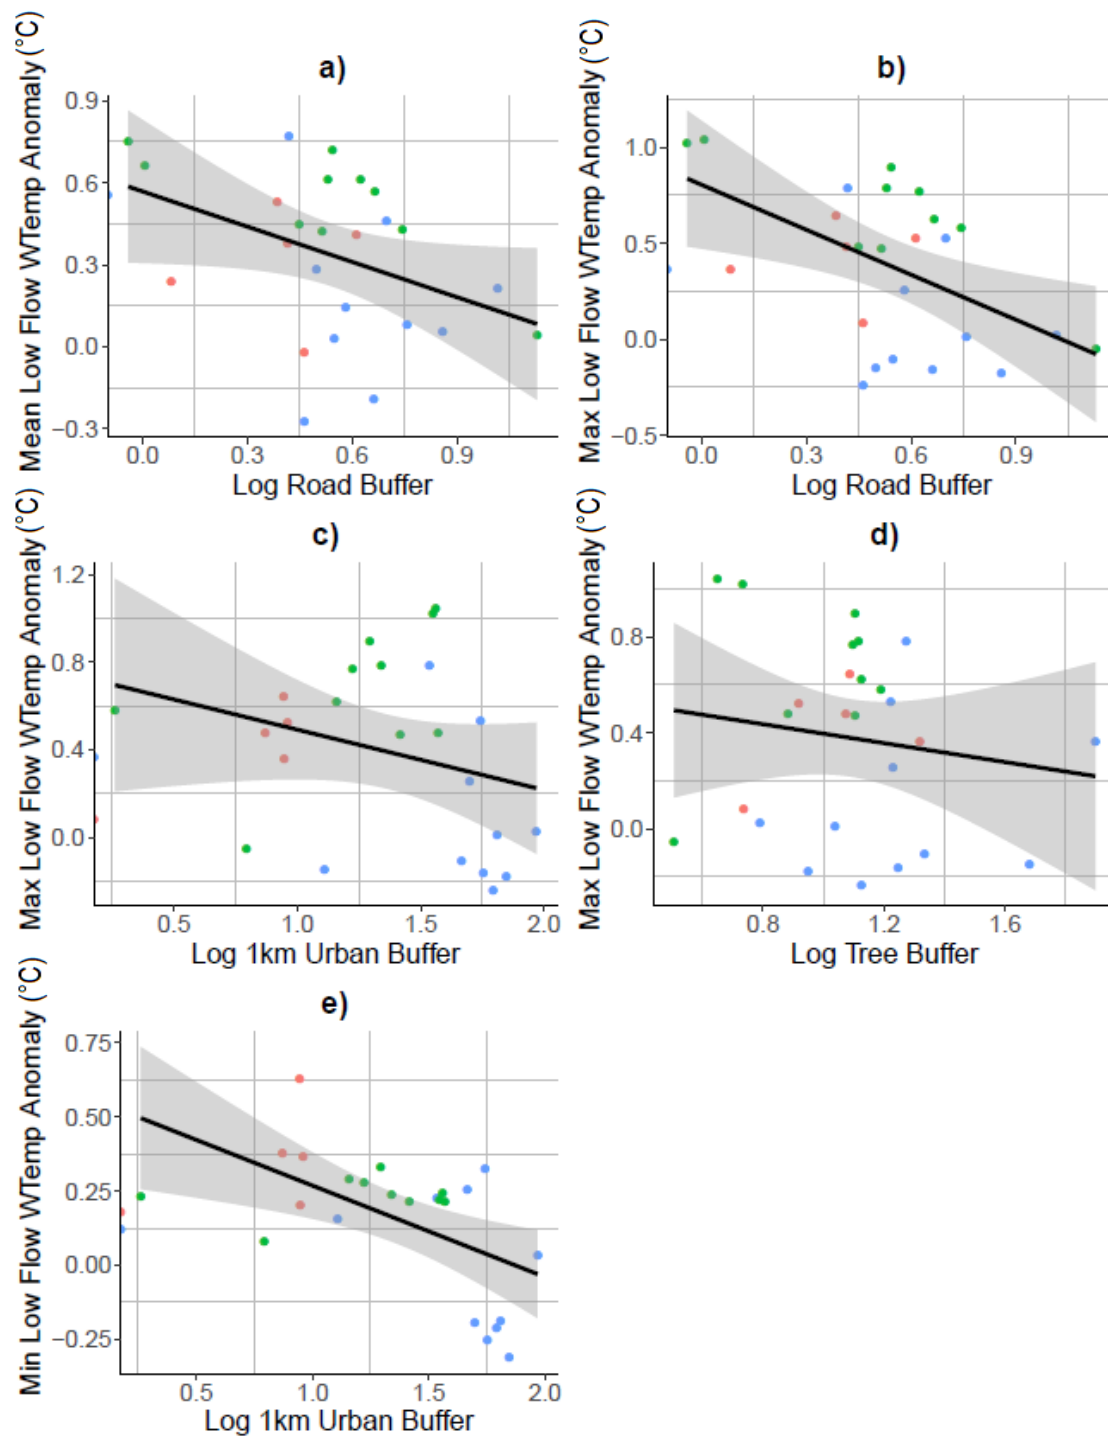 a)
Mean Low Flow WTemp Anomaly (°C)
0.9
0.6
0.3
0.0
−0.3
0.0 0.3 0.6 0.9
Log Road Buffer
b)
Max Low Flow WTemp Anomaly (°C)
1.0
0.5
0.0
−0.5
0.0 0.3 0.6 0.9
Log Road Buffer
c)
Max Low Flow WTemp Anomaly (°C)
1.2
0.8
0.4
0.0
0.5 1.0 1.5 2.0
Log 1km Urban Buffer
d)
Max Low Flow WTemp Anomaly (°C)
0.8
0.4
0.0
0.8 1.2 1.6
Log Tree Buffer
e)
Min Low Flow WTemp Anomaly (°C)
0.75
0.50
0.25
0.00
−0.25
0.5 1.0 1.5 2.0
Log 1km Urban Buffer